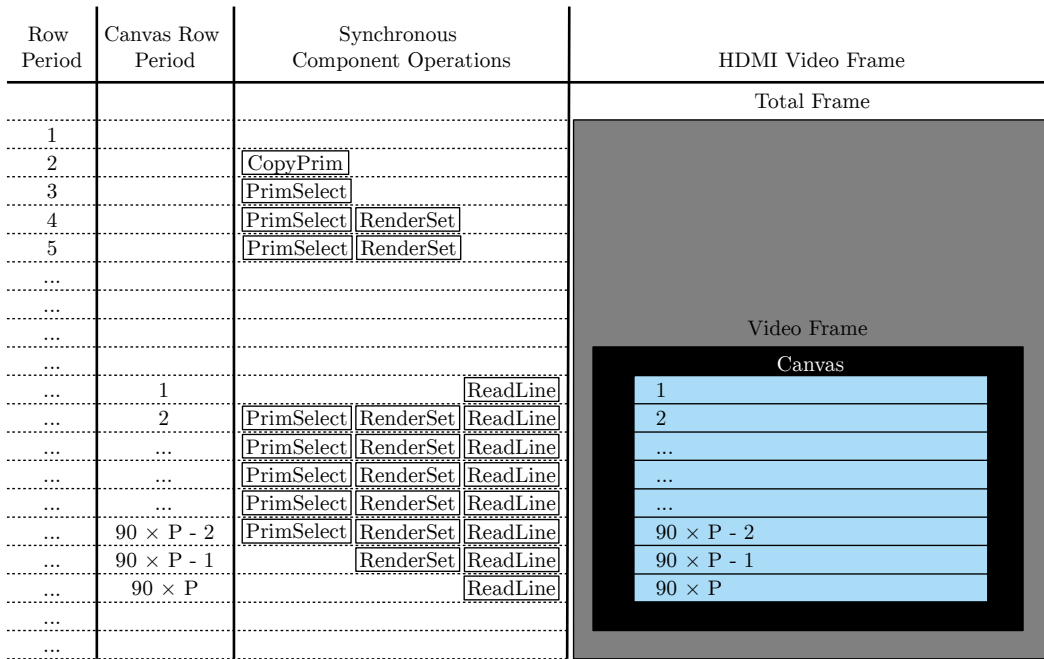 Row Period | Canvas Row Period | Synchronous Component Operations | HDMI Video Frame
Total Frame
1
2 CopyPrim
3 PrimSelect
4 PrimSelect RenderSet
5 PrimSelect RenderSet
...
...
... Video Frame
... Canvas
... 1 ReadLine 1
... 2 PrimSelect RenderSet ReadLine 2
... ... PrimSelect RenderSet ReadLine ...
... ... PrimSelect RenderSet ReadLine ...
... ... PrimSelect RenderSet ReadLine ...
... 90 × P - 2 PrimSelect RenderSet ReadLine 90 × P - 2
... 90 × P - 1 RenderSet ReadLine 90 × P - 1
... 90 × P ReadLine 90 × P
...
...